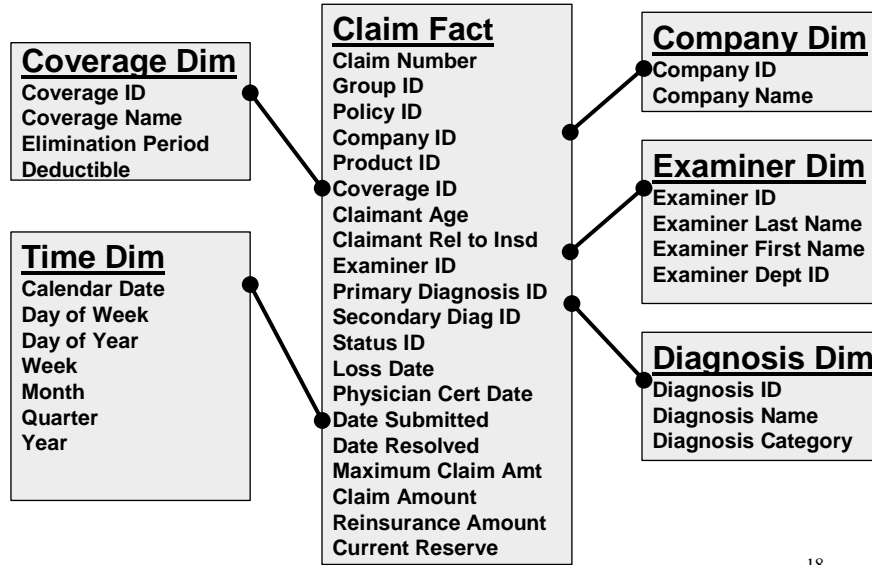 Coverage Dim
Coverage ID
Coverage Name
Elimination Period
Deductible
Time Dim
Calendar Date
Day of Week
Day of Year
Week
Month
Quarter
Year
Claim Fact
Claim Number
Group ID
Policy ID
Company ID
Product ID
Coverage ID
Claimant Age
Claimant Rel to Insd
Examiner ID
Primary Diagnosis ID
Secondary Diag ID
Status ID
Loss Date
Physician Cert Date
Date Submitted
Date Resolved
Maximum Claim Amt
Claim Amount
Reinsurance Amount
Current Reserve
Company Dim
Company ID
Company Name
Examiner Dim
Examiner ID
Examiner Last Name
Examiner First Name
Examiner Dept ID
Diagnosis Dim
Diagnosis ID
Diagnosis Name
Diagnosis Category
18